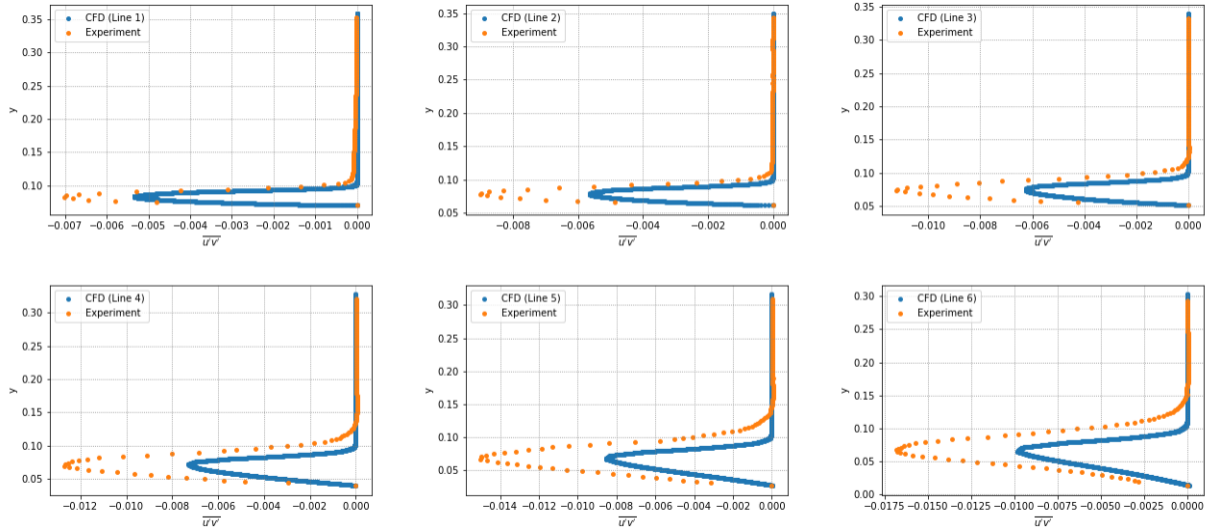 CFD (Line 1)
Experiment
0.35
0.30
0.25
0.20
0.15
0.10
y
−0.007 −0.006 −0.005 −0.004 −0.003 −0.002 −0.001 0.000
u'v'
CFD (Line 2)
Experiment
0.35
0.30
0.25
0.20
0.15
0.10
0.05
y
−0.008 −0.006 −0.004 −0.002 0.000
u'v'
CFD (Line 3)
Experiment
0.35
0.30
0.25
0.20
0.15
0.10
0.05
y
−0.010 −0.008 −0.006 −0.004 −0.002 0.000
u'v'
CFD (Line 4)
Experiment
0.30
0.25
0.20
0.15
0.10
0.05
y
−0.012 −0.010 −0.008 −0.006 −0.004 −0.002 0.000
u'v'
CFD (Line 5)
Experiment
0.30
0.25
0.20
0.15
0.10
0.05
y
−0.014 −0.012 −0.010 −0.008 −0.006 −0.004 −0.002 0.000
u'v'
CFD (Line 6)
Experiment
0.30
0.25
0.20
0.15
0.10
0.05
0.00
y
−0.0175 −0.0150 −0.0125 −0.0100 −0.0075 −0.0050 −0.0025 0.0000
u'v'